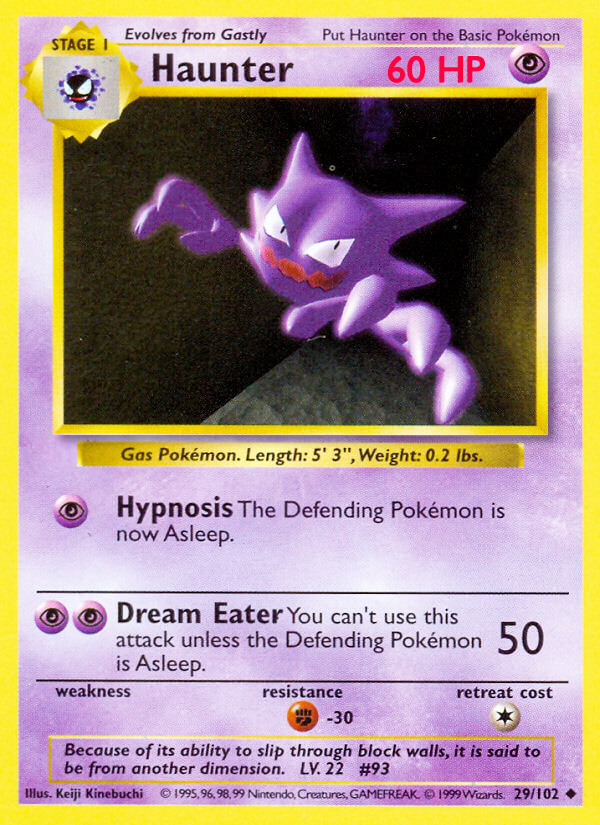 Evolves from Gastly Put Haunter on the Basic Pokémon
STAGE 1
Haunter 60 HP
Gas Pokémon. Length: 5' 3", Weight: 0.2 lbs.
Hypnosis The Defending Pokémon is
now Asleep.
Dream Eater You can't use this
attack unless the Defending Pokémon 50
is Asleep.
weakness resistance retreat cost
-30
Because of its ability to slip through block walls, it is said to
be from another dimension. LV. 22 #93
Illus. Keiji Kinebuchi © 1995, 96, 98, 99 Nintendo, Creatures, GAMEFREAK. © 1999 Wizards. 29/102